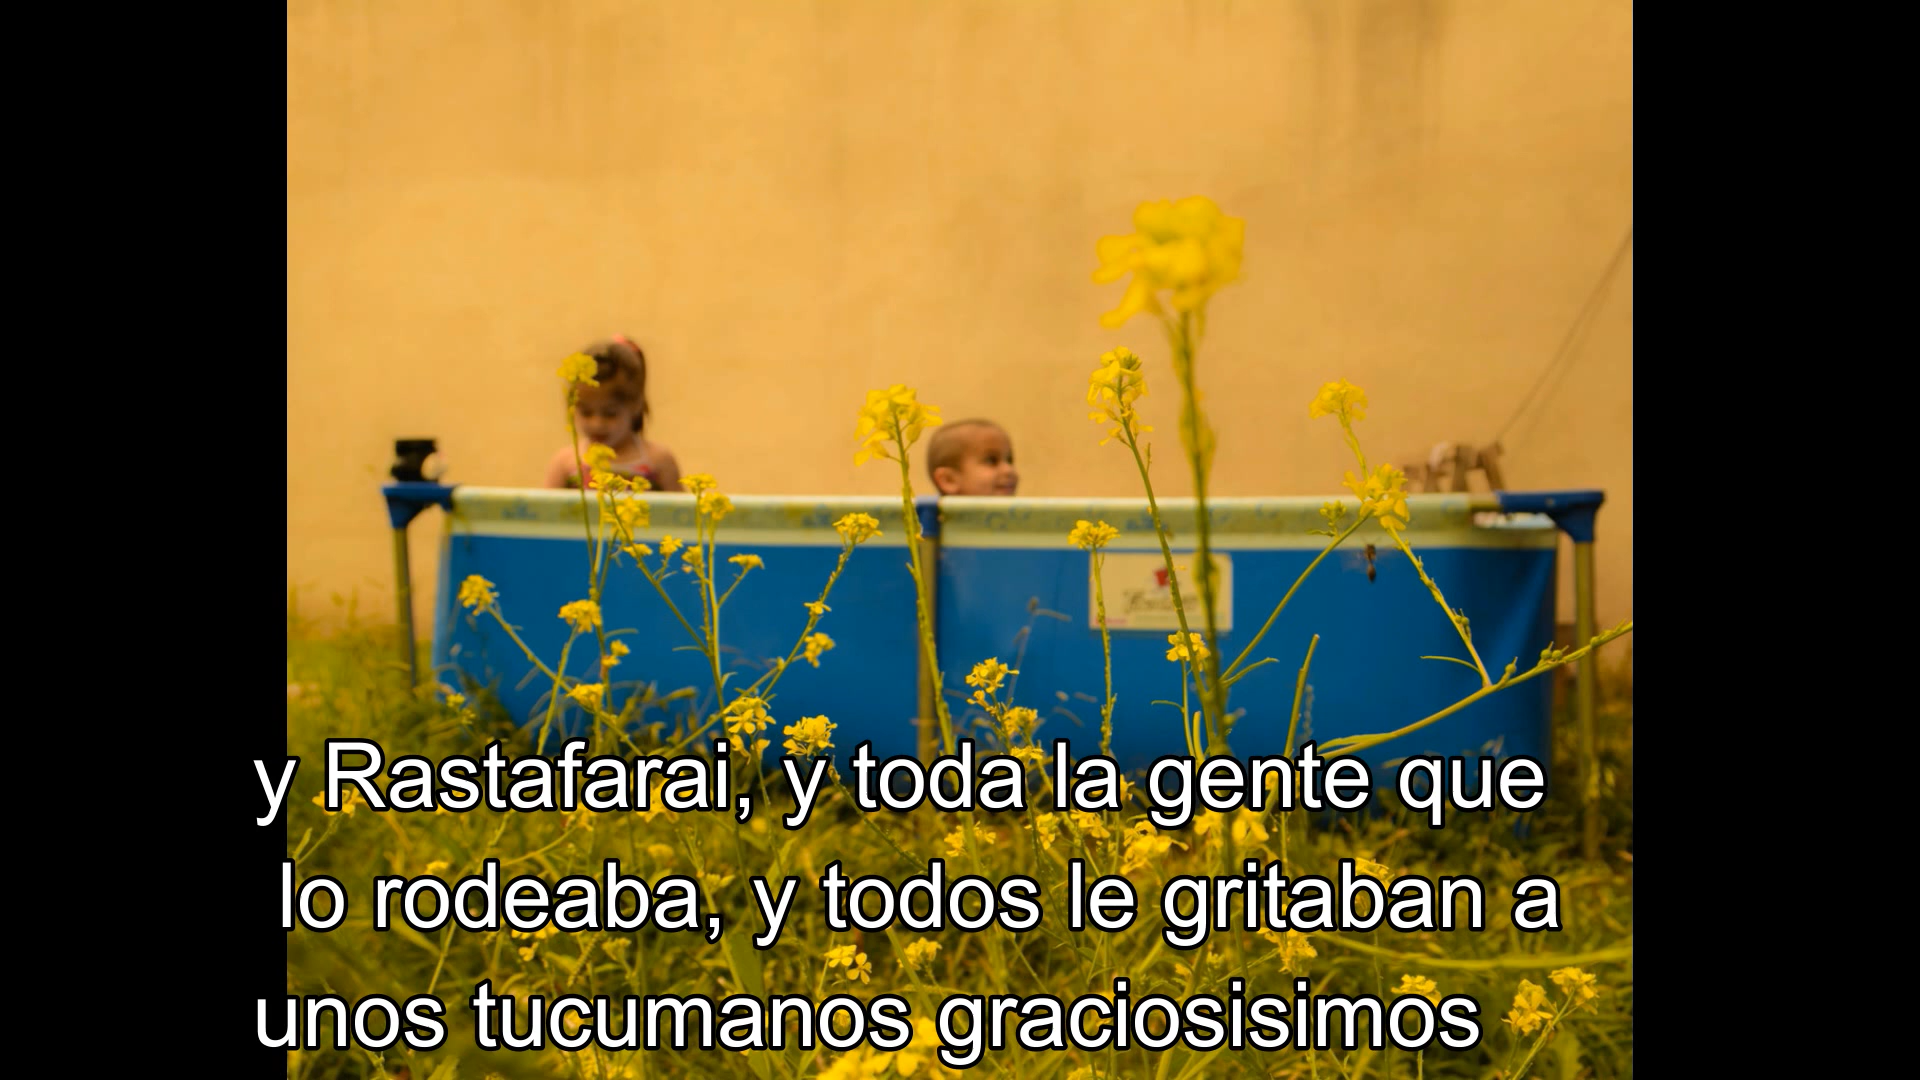 y Rastafarai, y toda la gente que
lo rodeaba, y todos le gritaban a
unos tucumanos graciosisimos